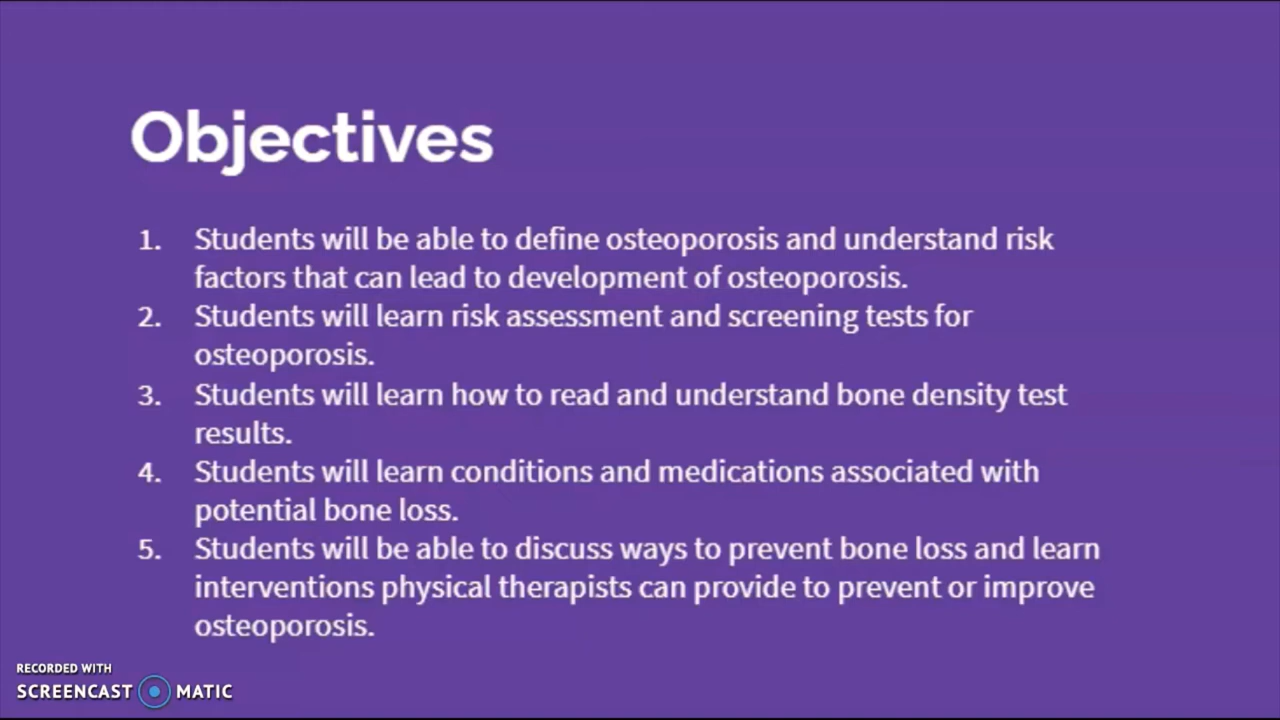 Objectives
1. Students will be able to define osteoporosis and understand risk
factors that can lead to development of osteoporosis.
2. Students will learn risk assessment and screening tests for
osteoporosis.
3. Students will learn how to read and understand bone density test
results.
4. Students will learn conditions and medications associated with
potential bone loss.
5. Students will be able to discuss ways to prevent bone loss and learn
interventions physical therapists can provide to prevent or improve
osteoporosis.
RECORDED WITH
SCREENCAST MATIC